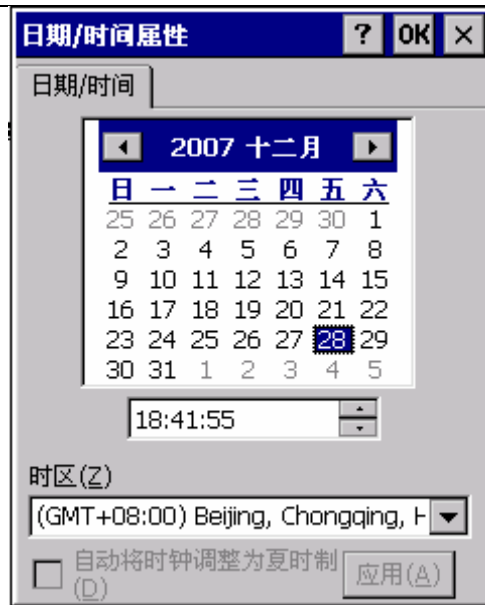 日期/时间属性 ? OK ×
日期/时间
2007 十二月
日 一 二 三 四 五 六
25 26 27 28 29 30 1
2 3 4 5 6 7 8
9 10 11 12 13 14 15
16 17 18 19 20 21 22
23 24 25 26 27 28 29
30 31 1 2 3 4 5
18:41:55
时区(Z)
(GMT+08:00) Beijing, Chongqing, H
自动将时钟调整为夏时制
(D)
应用(A)